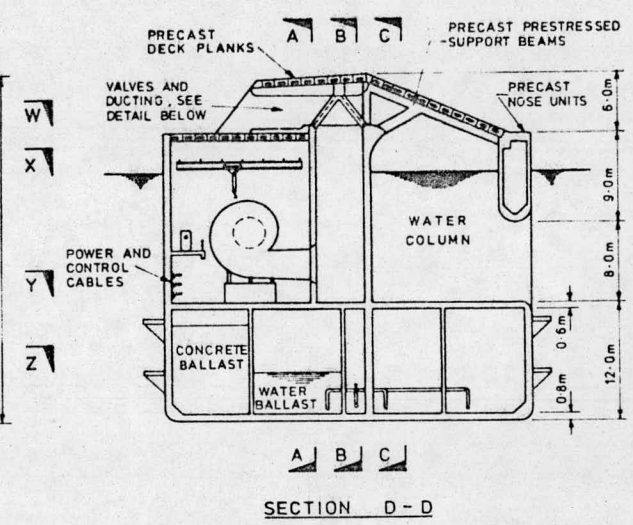 PRECAST
DECK PLANKS
A B C
PRECAST PRESTRESSED
SUPPORT BEAMS
VALVES AND
DUCTING, SEE
DETAIL BELOW
PRECAST
NOSE UNITS
W
X
Y
Z
6·0m
9·0m
8·0m
12·0m
0·6m
0·8m
WATER
COLUMN
POWER AND
CONTROL
CABLES
CONCRETE
BALLAST
WATER
BALLAST
A B C
SECTION D-D